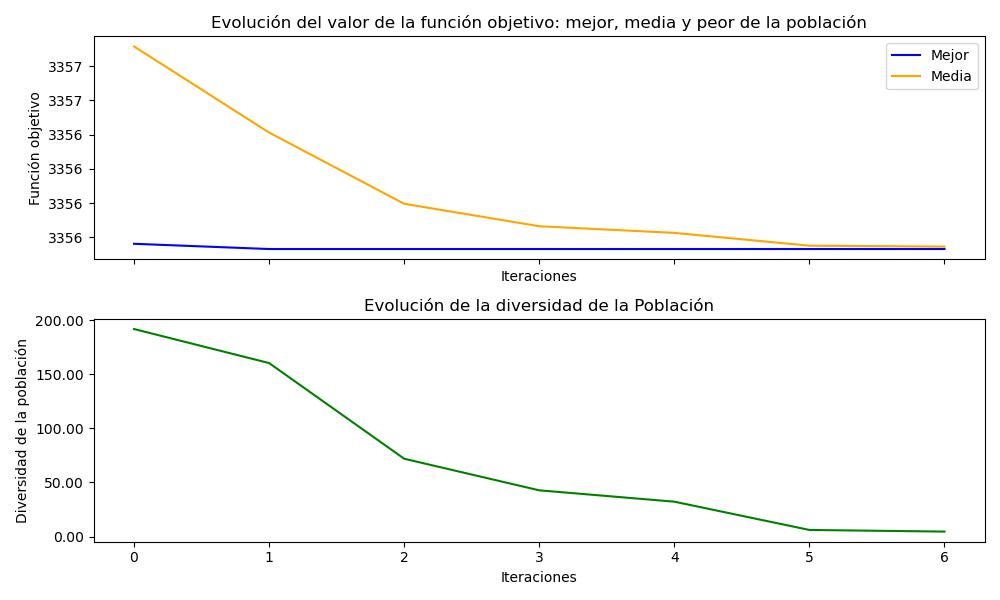 Evolución del valor de la función objetivo: mejor, media y peor de la población
Función objetivo
3357
3357
3356
3356
3356
3356
Mejor
Media
Iteraciones
Evolución de la diversidad de la Población
Diversidad de la población
200.00
150.00
100.00
50.00
0.00
0 1 2 3 4 5 6
Iteraciones